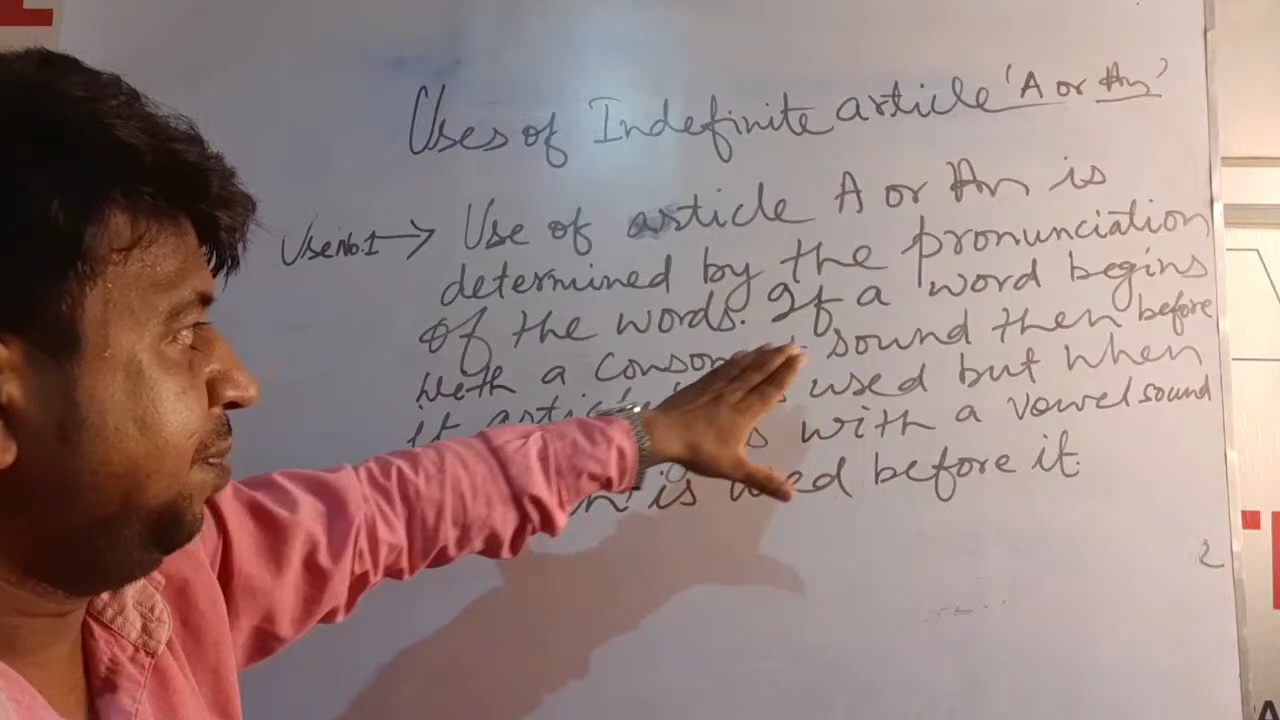 Uses of Indefinite article 'A or An'
Use No.1 → Use of article A or An is
determined by the pronunciation
of the words. If a word begins
with a sound then before
it used but when
with a vowel sound
is used before it
2